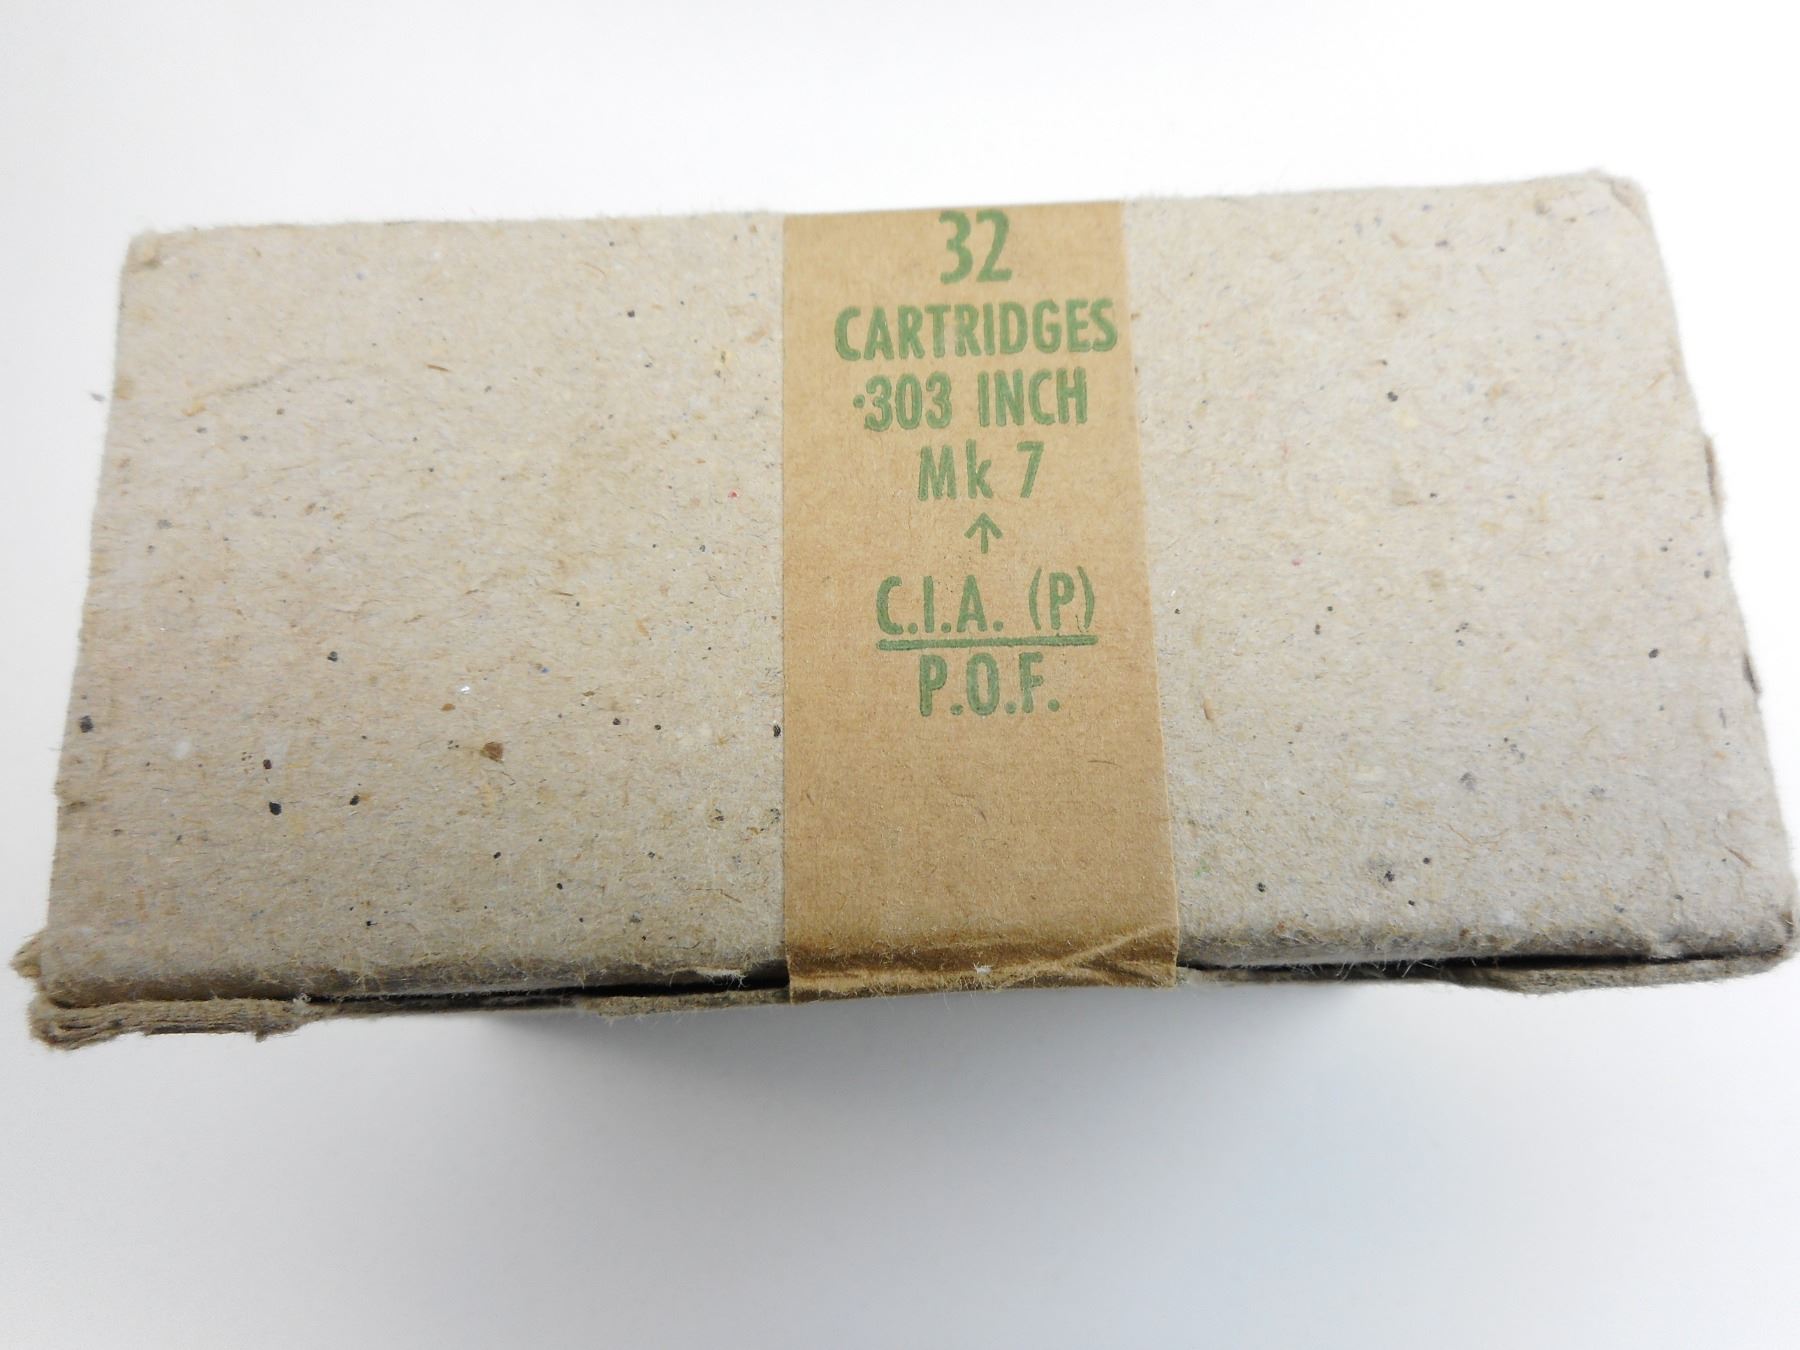 32
CARTRIDGES
·303 INCH
Mk 7
↑
C.I.A. (P)
P.O.F.